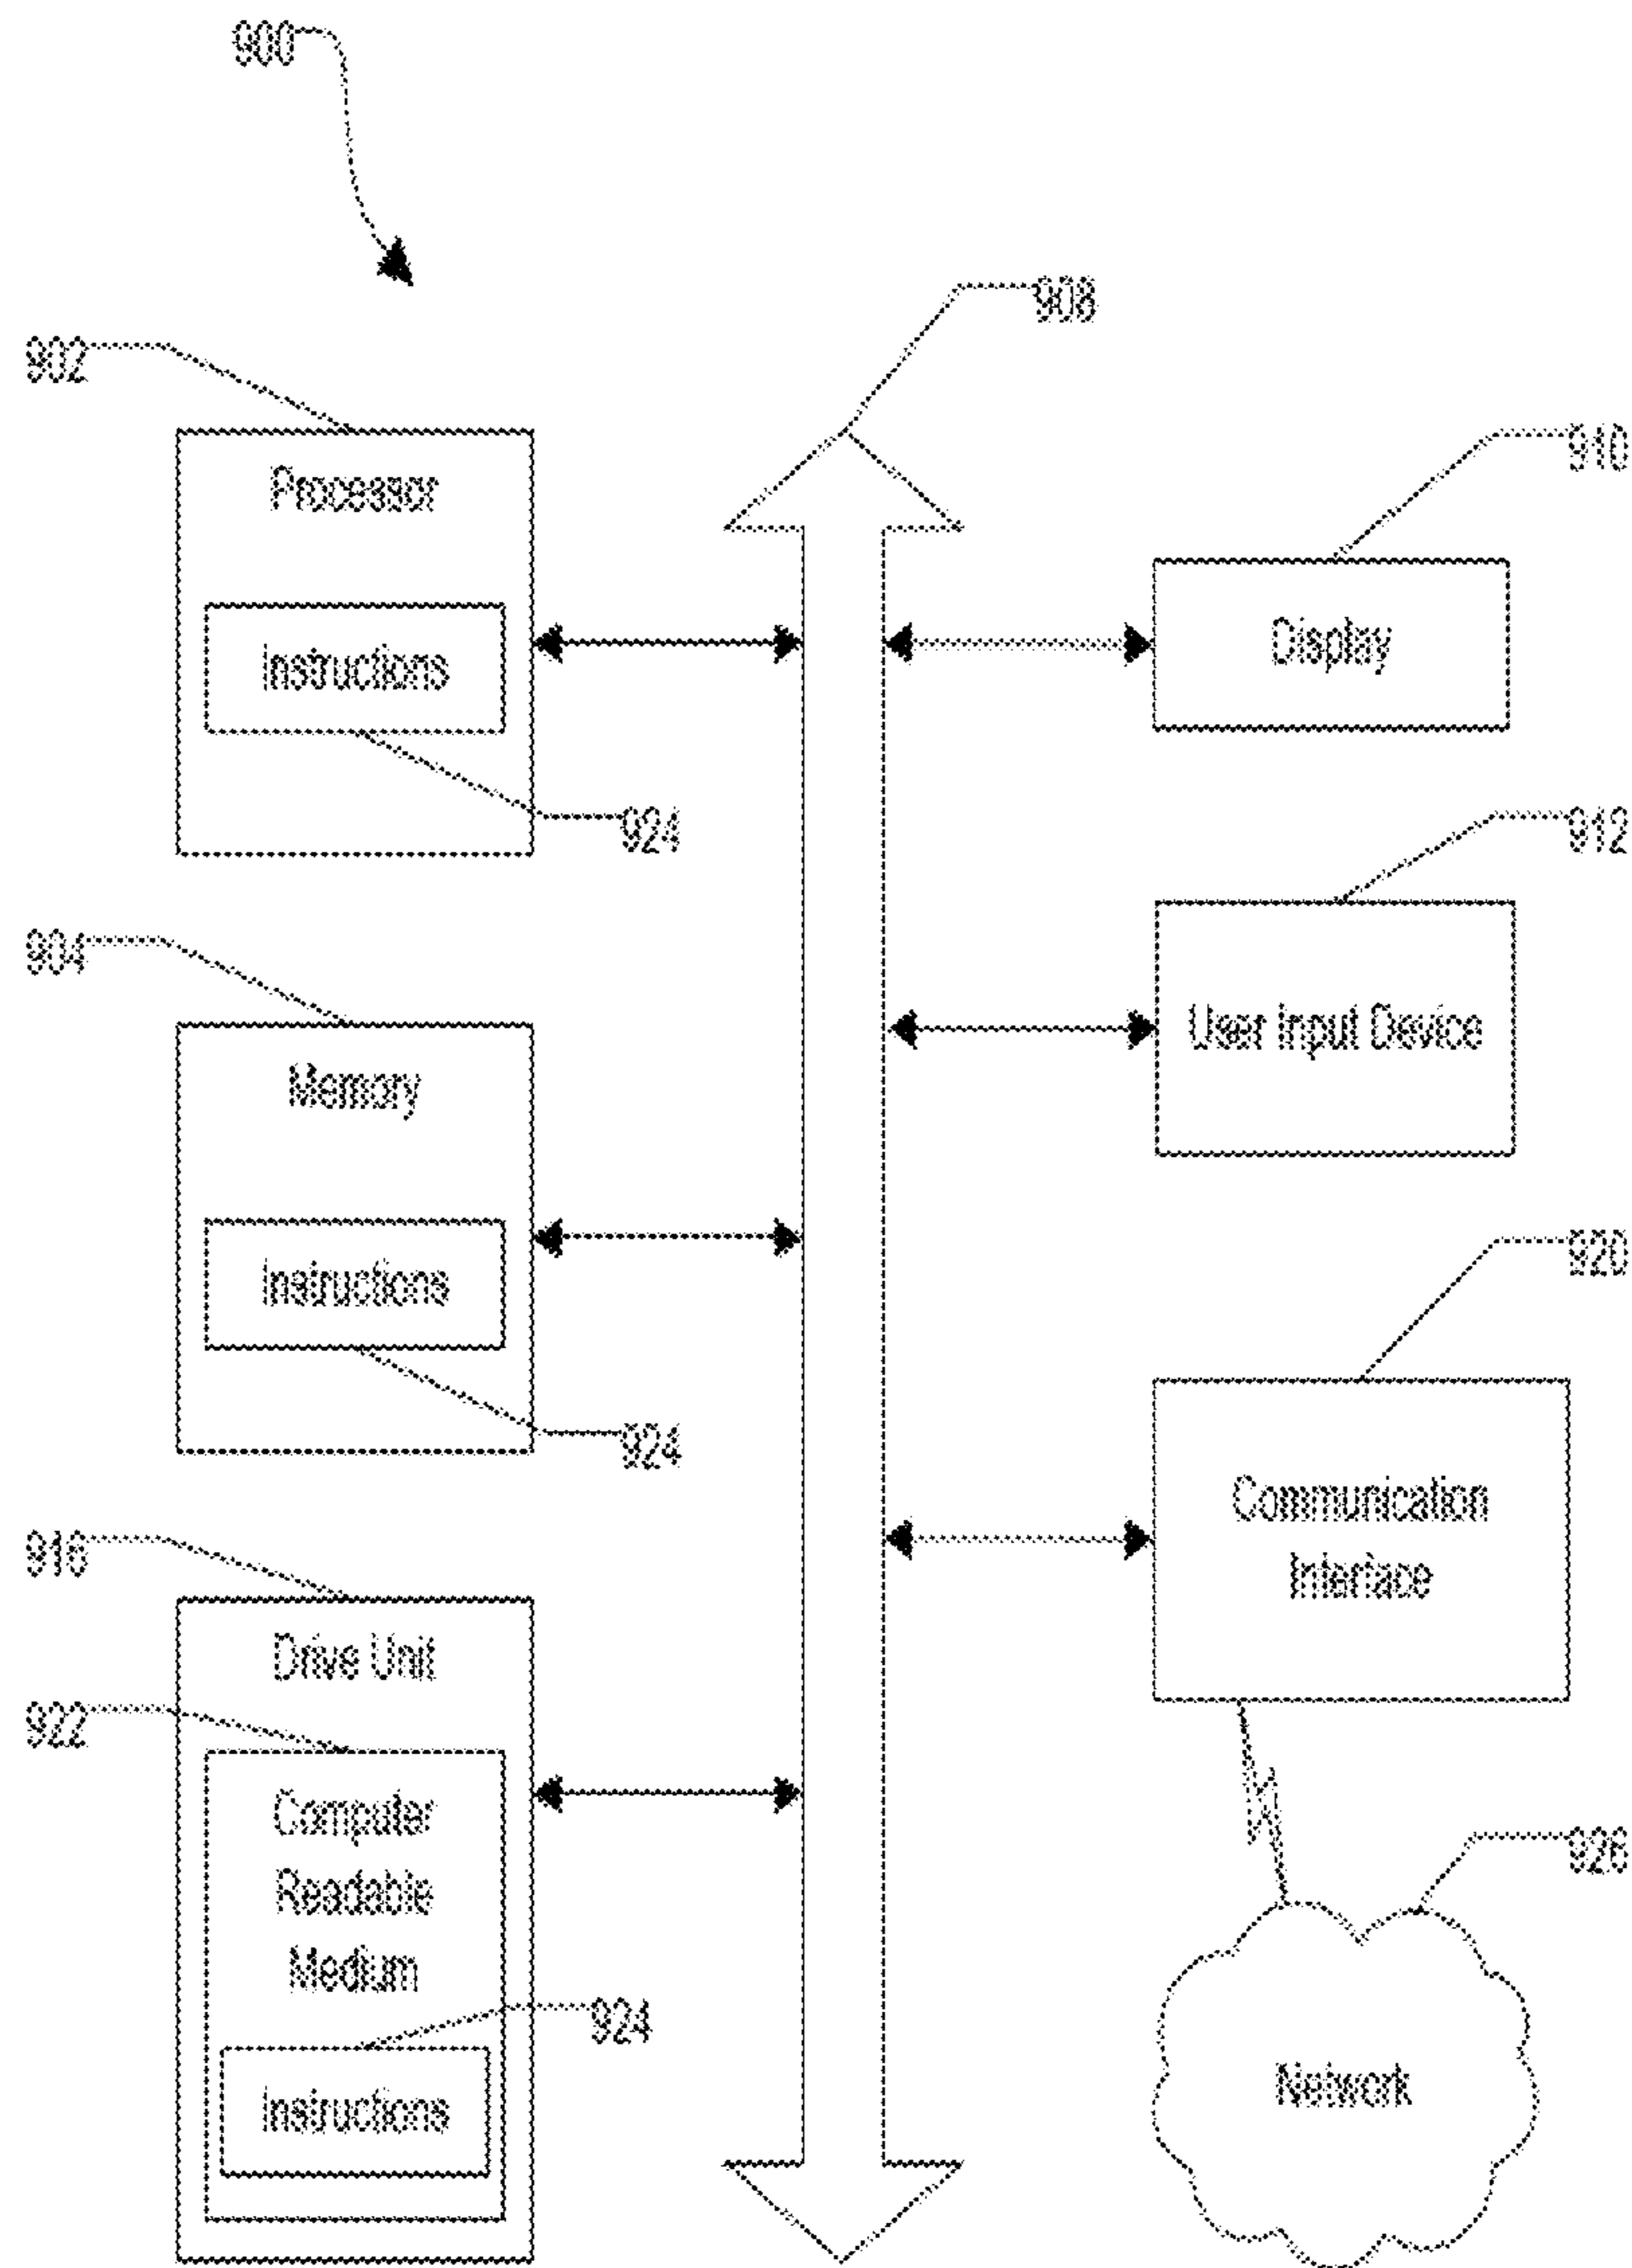 900
908
902
Processor
Instructions
924
910
Display
912
User Input Device
904
Memory
Instructions
924
920
Communication
Interface
916
Drive Unit
922
Computer
Readable
Medium
924
Instructions
926
Network